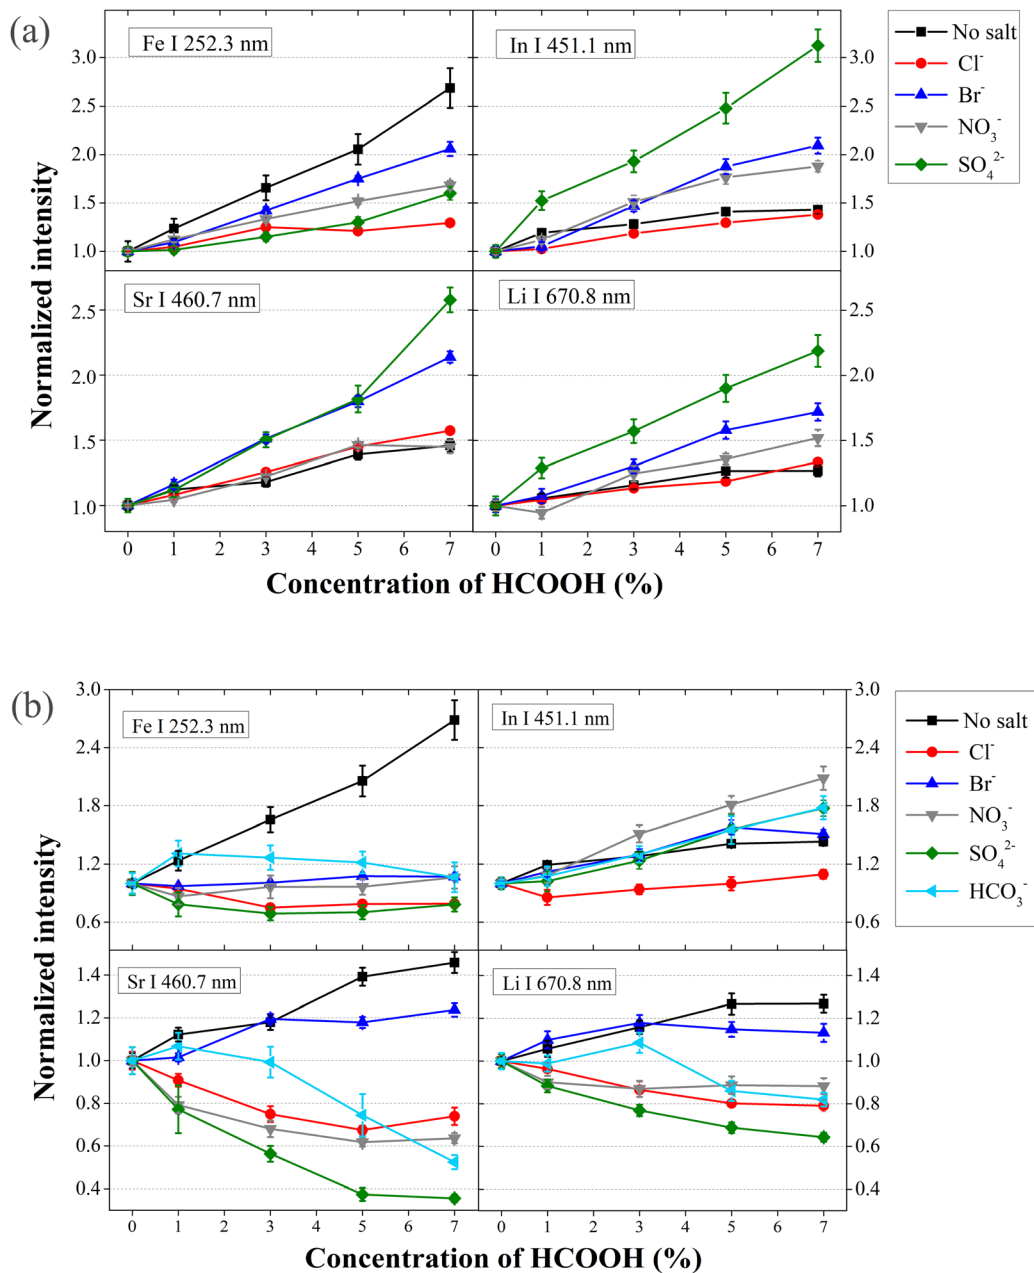 (a)
Fe I 252.3 nm
In I 451.1 nm
No salt
Cl⁻
Br⁻
NO₃⁻
SO₄²⁻
3.0
2.5
2.0
1.5
1.0
3.0
2.5
2.0
1.5
1.0
Normalized intensity
Sr I 460.7 nm
Li I 670.8 nm
2.5
2.0
1.5
1.0
2.5
2.0
1.5
1.0
0 1 2 3 4 5 6 7
0 1 2 3 4 5 6 7
Concentration of HCOOH (%)
(b)
Fe I 252.3 nm
In I 451.1 nm
No salt
Cl⁻
Br⁻
NO₃⁻
SO₄²⁻
HCO₃⁻
3.0
2.4
1.8
1.2
0.6
3.0
2.4
1.8
1.2
0.6
Normalized intensity
Sr I 460.7 nm
Li I 670.8 nm
1.4
1.2
1.0
0.8
0.6
0.4
1.4
1.2
1.0
0.8
0.6
0.4
0 1 2 3 4 5 6 7
0 1 2 3 4 5 6 7
Concentration of HCOOH (%)